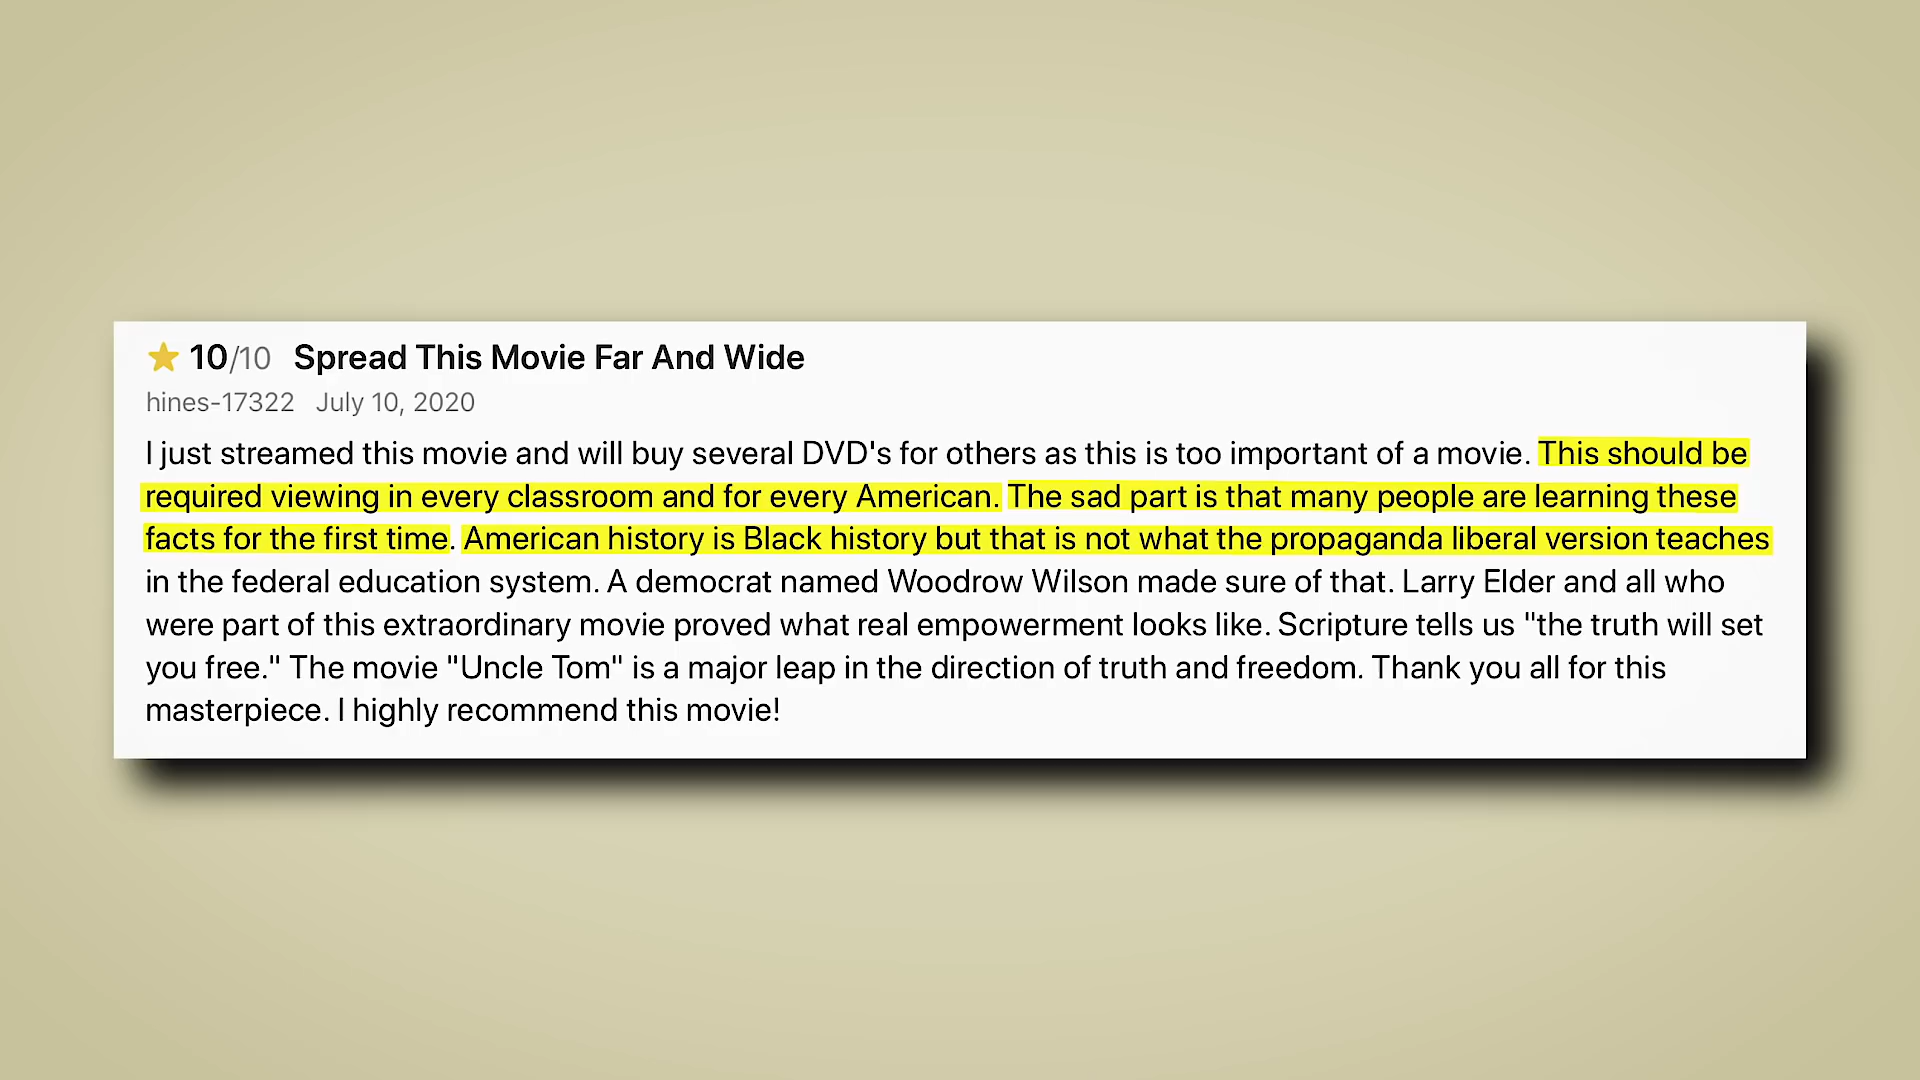 10/10 Spread This Movie Far And Wide
hines-17322 July 10, 2020
I just streamed this movie and will buy several DVD's for others as this is too important of a movie. This should be
required viewing in every classroom and for every American. The sad part is that many people are learning these
facts for the first time. American history is Black history but that is not what the propaganda liberal version teaches
in the federal education system. A democrat named Woodrow Wilson made sure of that. Larry Elder and all who
were part of this extraordinary movie proved what real empowerment looks like. Scripture tells us "the truth will set
you free." The movie "Uncle Tom" is a major leap in the direction of truth and freedom. Thank you all for this
masterpiece. I highly recommend this movie!